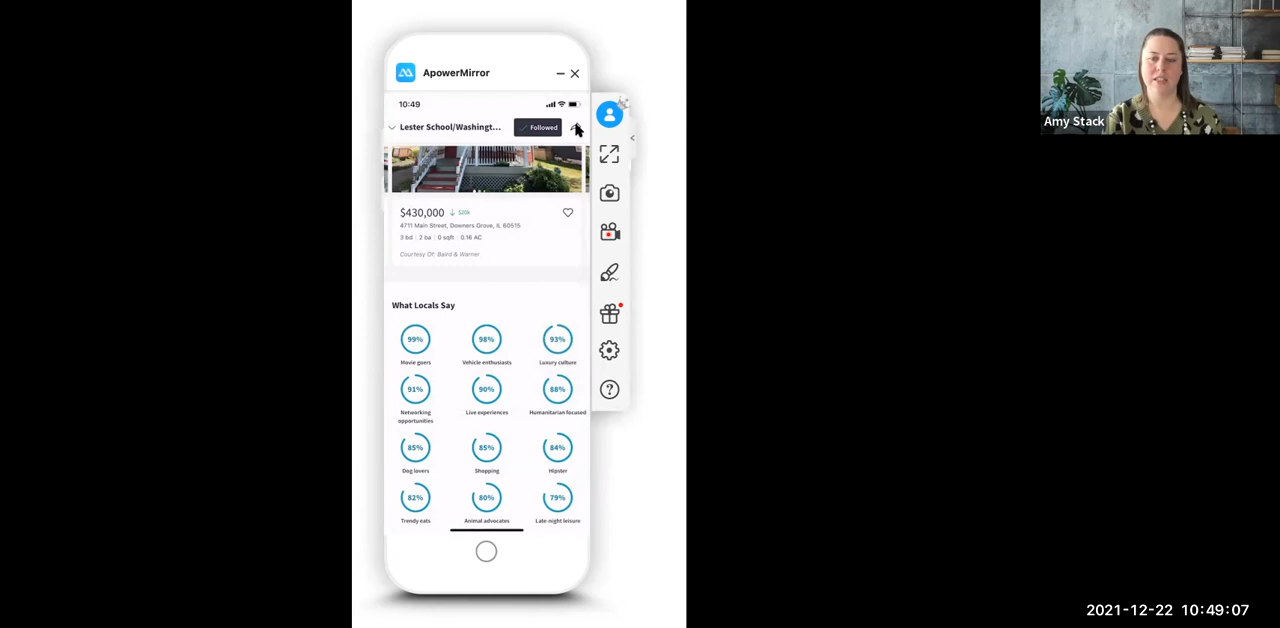 ApowerMirror
10:49
Lester School/Washingt...
Followed
$430,000 ↓ $20k
4711 Main Street, Downers Grove, IL 60515
3 bd | 2 ba | 0 sqft | 0.16 AC
Courtesy Of: Baird & Warner
What Locals Say
99% 98% 93%
Movie goers Vehicle enthusiasts Luxury culture
91% 90% 88%
Networking opportunities Live experiences Humanitarian focused
85% 85% 84%
Dog lovers Shopping Hipster
82% 80% 79%
Trendy eats Animal advocates Late-night leisure
Amy Stack
2021-12-22 10:49:07